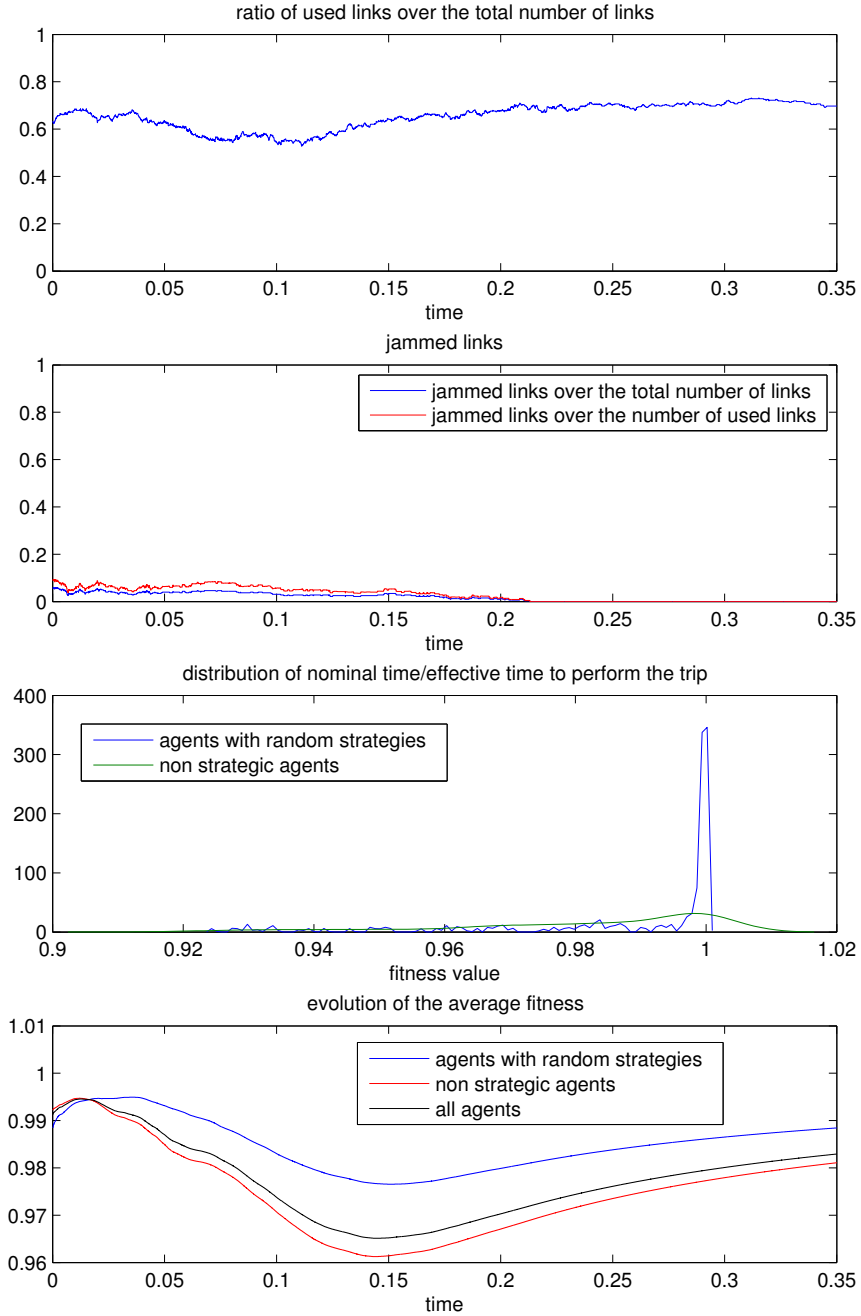 ratio of used links over the total number of links
1
0.8
0.6
0.4
0.2
0
0 0.05 0.1 0.15 0.2 0.25 0.3 0.35
time
jammed links
1
jammed links over the total number of links
0.8
jammed links over the number of used links
0.6
0.4
0.2
0
0 0.05 0.1 0.15 0.2 0.25 0.3 0.35
time
distribution of nominal time/effective time to perform the trip
400
agents with random strategies
300
non strategic agents
200
100
0
0.9 0.92 0.94 0.96 0.98 1 1.02
fitness value
evolution of the average fitness
1.01
agents with random strategies
1
non strategic agents
all agents
0.99
0.98
0.97
0.96
0 0.05 0.1 0.15 0.2 0.25 0.3 0.35
time